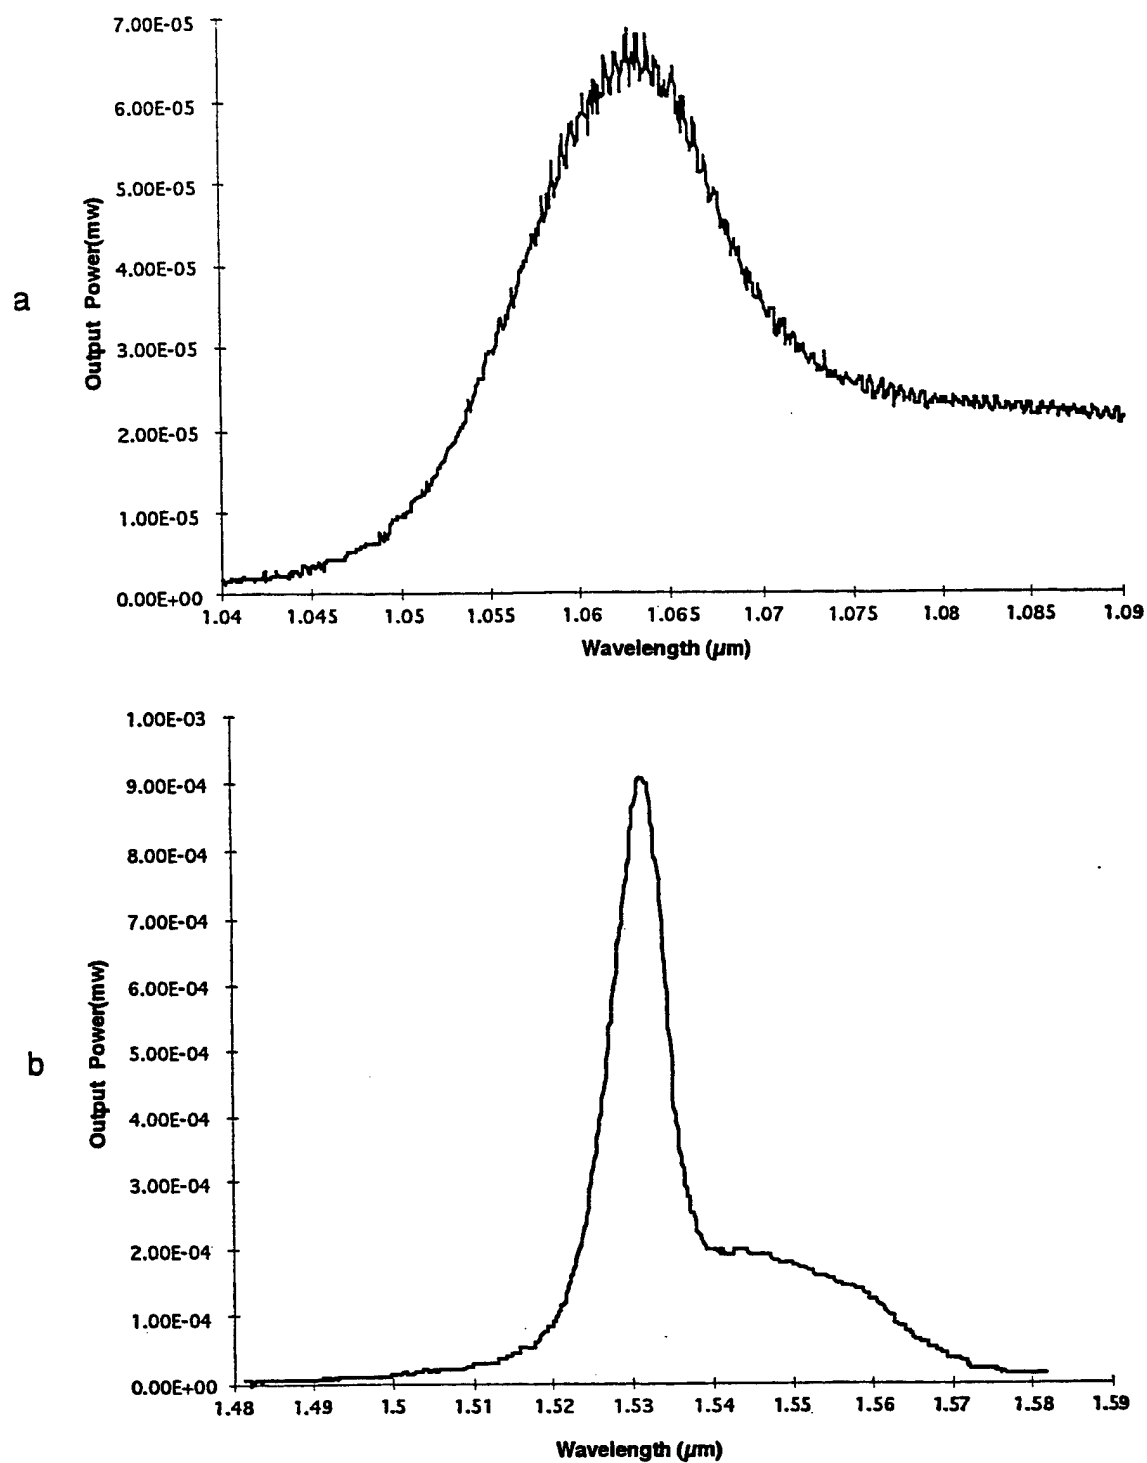 a
Output Power(mw)
7.00E-05
6.00E-05
5.00E-05
4.00E-05
3.00E-05
2.00E-05
1.00E-05
0.00E+00
1.04 1.045 1.05 1.055 1.06 1.065 1.07 1.075 1.08 1.085 1.09
Wavelength (µm)
b
Output Power(mw)
1.00E-03
9.00E-04
8.00E-04
7.00E-04
6.00E-04
5.00E-04
4.00E-04
3.00E-04
2.00E-04
1.00E-04
0.00E+00
1.48 1.49 1.5 1.51 1.52 1.53 1.54 1.55 1.56 1.57 1.58 1.59
Wavelength (µm)